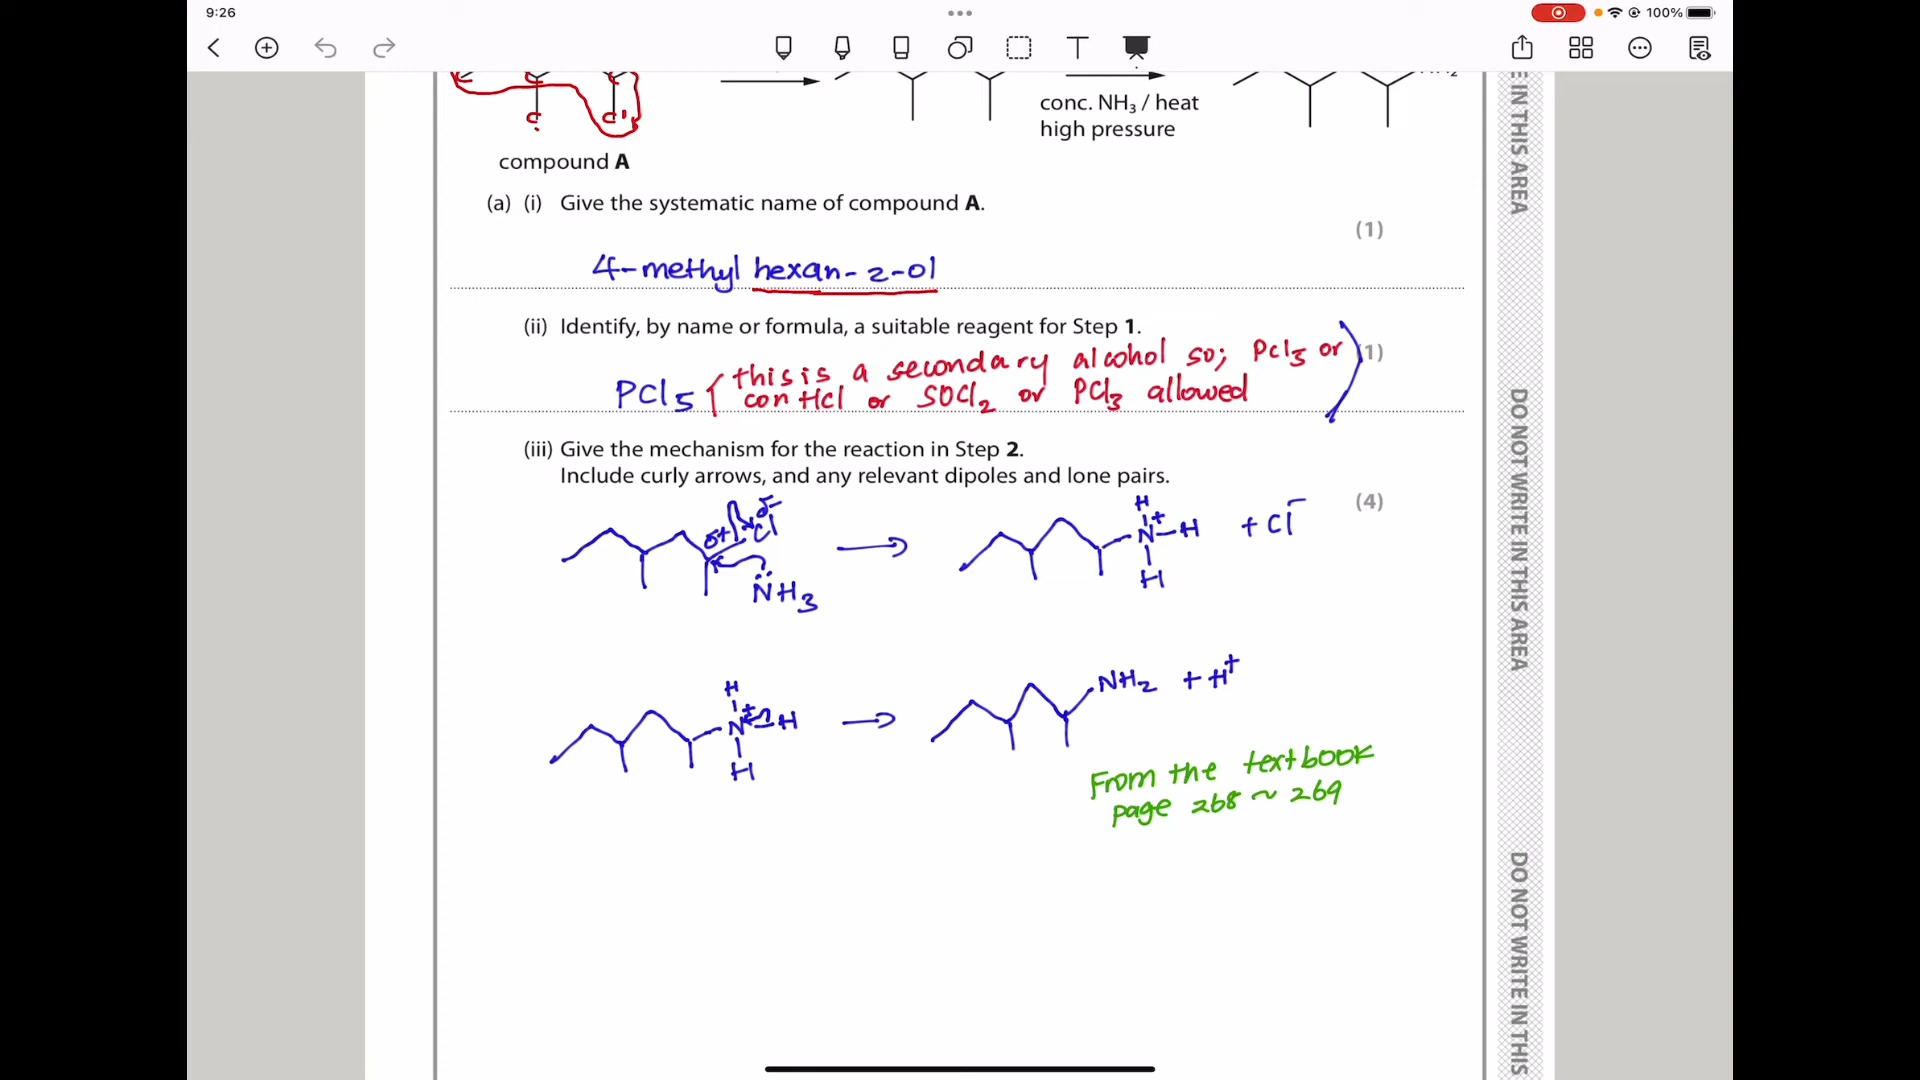 9:26
100%
conc. NH₃ / heat
high pressure
compound A
(a) (i) Give the systematic name of compound A.
(1)
4-methyl hexan-2-ol
(ii) Identify, by name or formula, a suitable reagent for Step 1.
(1)
PCl5 { this is a secondary alcohol so; PCl5 or
con HCl or SOCl2 or PCl3 allowed
(iii) Give the mechanism for the reaction in Step 2.
Include curly arrows, and any relevant dipoles and lone pairs.
(4)
δ+ δ- Cl
NH3
H
N+ H
H
+ Cl-
H
N+ H
H
NH2 + H+
From the textbook
page 268 ~ 269
E IN THIS AREA
DO NOT WRITE IN THIS AREA
DO NOT WRITE IN THIS